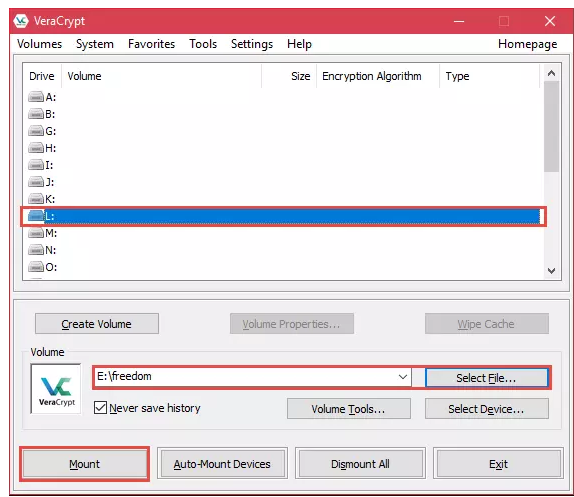 VeraCrypt
Volumes System Favorites Tools Settings Help Homepage
Drive Volume Size Encryption Algorithm Type
A:
B:
G:
H:
I:
J:
K:
L:
M:
N:
O:
Create Volume Volume Properties... Wipe Cache
Volume
E:\freedom Select File...
VeraCrypt
Never save history Volume Tools... Select Device...
Mount Auto-Mount Devices Dismount All Exit